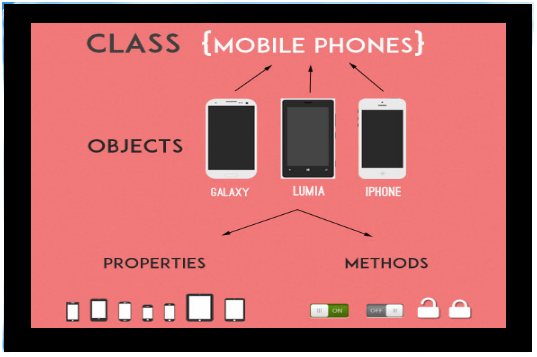 CLASS {MOBILE PHONES}
OBJECTS
GALAXY LUMIA IPHONE
PROPERTIES METHODS
ON OFF